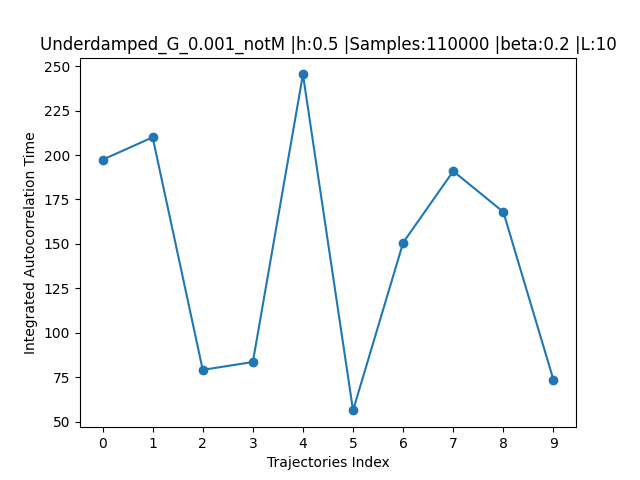 Underdamped_G_0.001_notM |h:0.5 |Samples:110000 |beta:0.2 |L:10
250
225
200
175
150
125
100
75
50
Integrated Autocorrelation Time
0 1 2 3 4 5 6 7 8 9
Trajectories Index